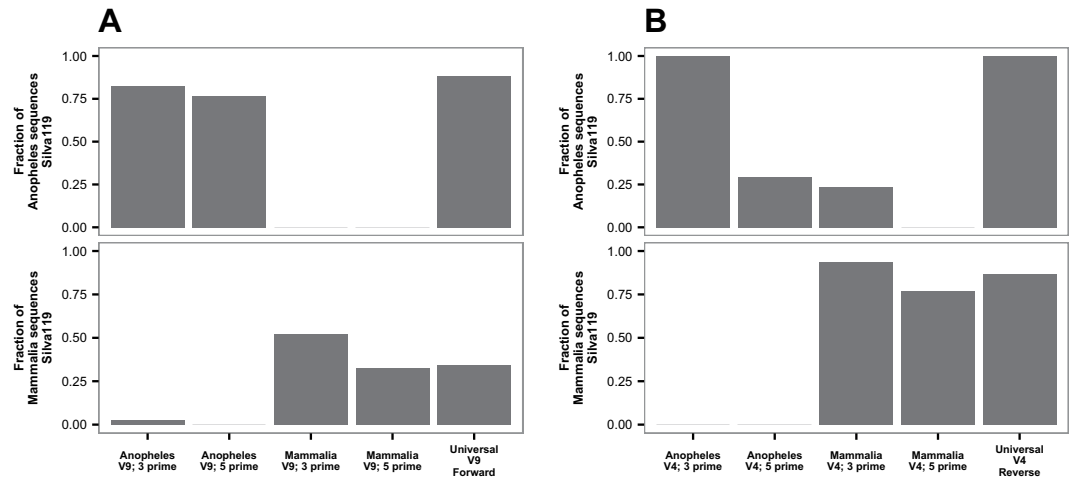 A
B
Fraction of
Anopheles sequences
Silva119
1.00
0.75
0.50
0.25
0.00
Fraction of
Mammalia sequences
Silva119
1.00
0.75
0.50
0.25
0.00
Anopheles
V9; 3 prime
Anopheles
V9; 5 prime
Mammalia
V9; 3 prime
Mammalia
V9; 5 prime
Universal
V9
Forward
Fraction of
Anopheles sequences
Silva119
1.00
0.75
0.50
0.25
0.00
Fraction of
Mammalia sequences
Silva119
1.00
0.75
0.50
0.25
0.00
Anopheles
V4; 3 prime
Anopheles
V4; 5 prime
Mammalia
V4; 3 prime
Mammalia
V4; 5 prime
Universal
V4
Reverse